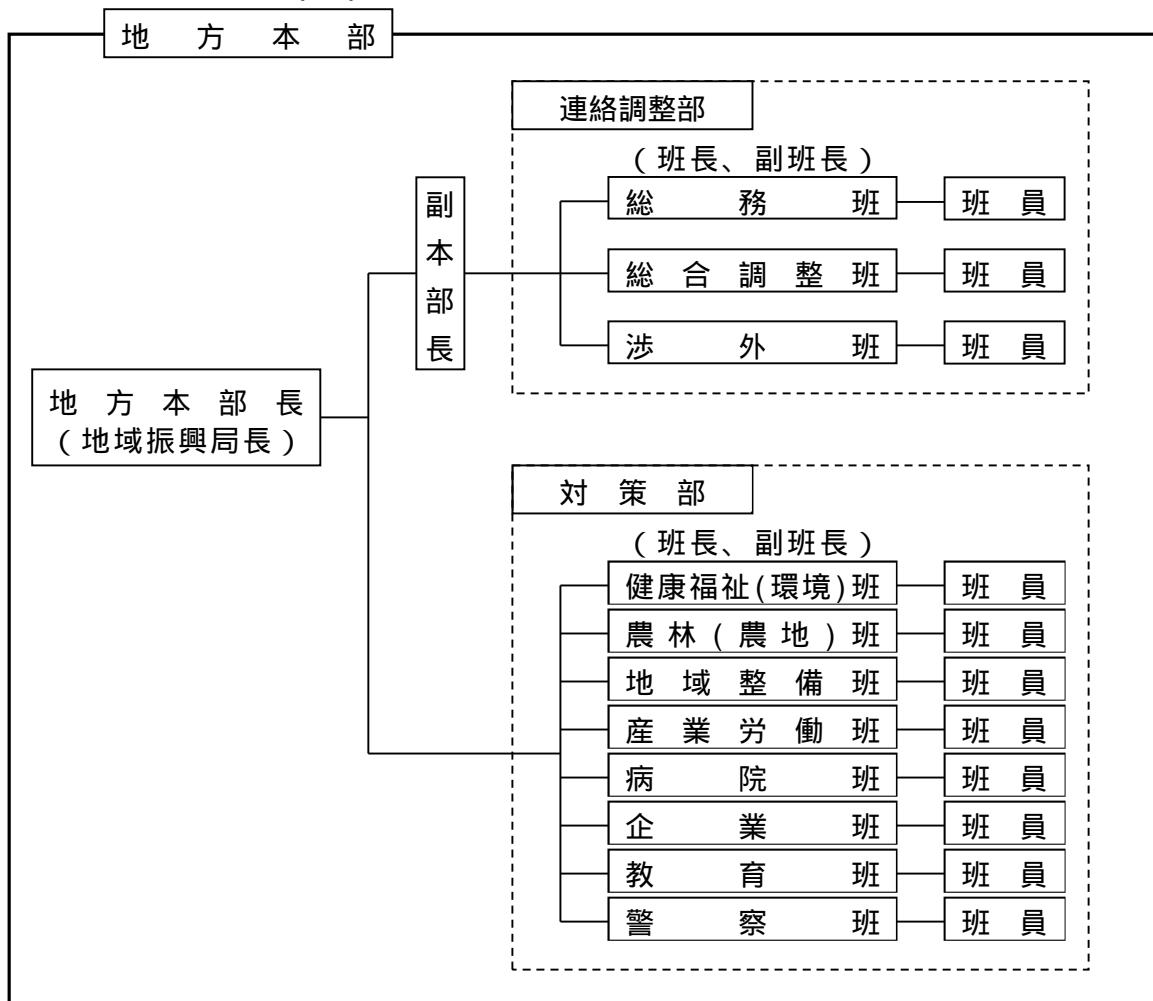 地方本部
連絡調整部
（班長、副班長）
総務班 班員
副本部長
総合調整班 班員
渉外班 班員
地方本部長
（地域振興局長）
対策部
（班長、副班長）
健康福祉(環境)班 班員
農林(農地)班 班員
地域整備班 班員
産業労働班 班員
病院班 班員
企業班 班員
教育班 班員
警察班 班員